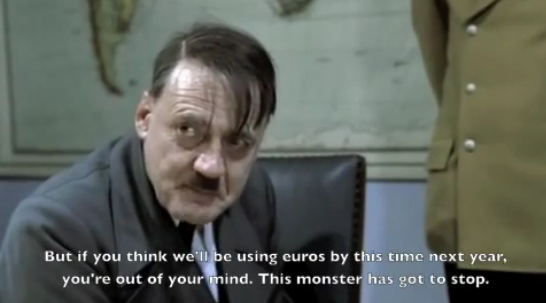 But if you think we'll be using euros by this time next year,
you're out of your mind. This monster has got to stop.